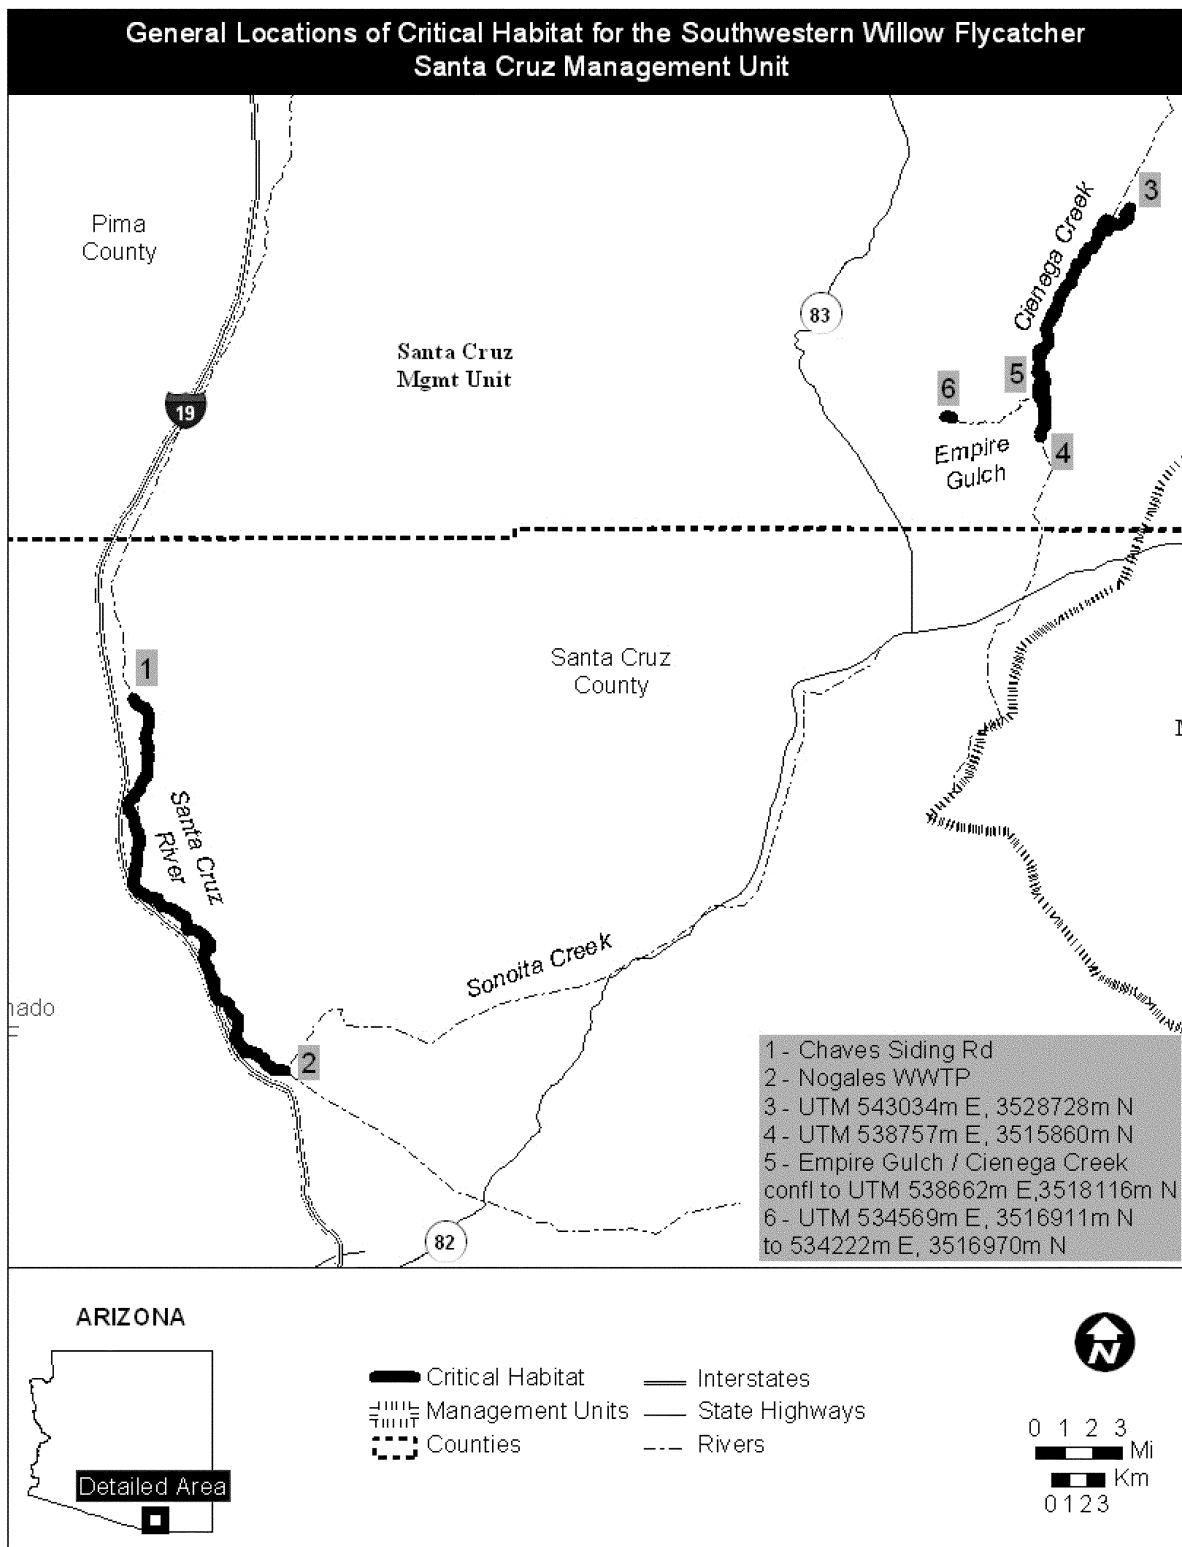 General Locations of Critical Habitat for the Southwestern Willow Flycatcher
Santa Cruz Management Unit
Pima
County
Cienega Creek
3
83
Santa Cruz
Mgmt Unit
19
5
6
Empire
Gulch
4
1
Santa Cruz
County
Santa Cruz
River
Sonoita Creek
nado
2
82
1 - Chaves Siding Rd
2 - Nogales WWTP
3 - UTM 543034m E, 3528728m N
4 - UTM 538757m E, 3515860m N
5 - Empire Gulch / Cienega Creek
confl to UTM 538662m E,3518116m N
6 - UTM 534569m E, 3516911m N
to 534222m E, 3516970m N
ARIZONA
Detailed Area
Critical Habitat
Management Units
Counties
Interstates
State Highways
Rivers
N
0 1 2 3
Mi
Km
0 1 2 3